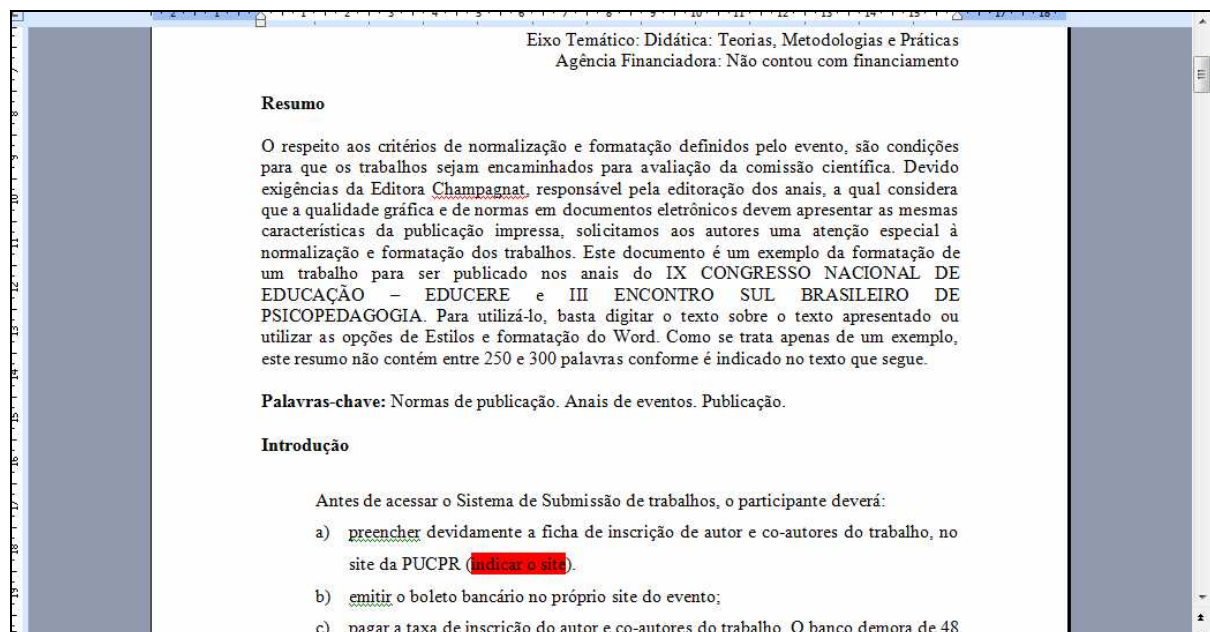 Eixo Temático: Didática: Teorias, Metodologias e Práticas
Agência Financiadora: Não contou com financiamento
Resumo
O respeito aos critérios de normalização e formatação definidos pelo evento, são condições
para que os trabalhos sejam encaminhados para avaliação da comissão científica. Devido
exigências da Editora Champagnat, responsável pela editoração dos anais, a qual considera
que a qualidade gráfica e de normas em documentos eletrônicos devem apresentar as mesmas
características da publicação impressa, solicitamos aos autores uma atenção especial à
normalização e formatação dos trabalhos. Este documento é um exemplo da formatação de
um trabalho para ser publicado nos anais do IX CONGRESSO NACIONAL DE
EDUCAÇÃO – EDUCERE e III ENCONTRO SUL BRASILEIRO DE
PSICOPEDAGOGIA. Para utilizá-lo, basta digitar o texto sobre o texto apresentado ou
utilizar as opções de Estilos e formatação do Word. Como se trata apenas de um exemplo,
este resumo não contém entre 250 e 300 palavras conforme é indicado no texto que segue.
Palavras-chave: Normas de publicação. Anais de eventos. Publicação.
Introdução
Antes de acessar o Sistema de Submissão de trabalhos, o participante deverá:
a) preencher devidamente a ficha de inscrição de autor e co-autores do trabalho, no
site da PUCPR (indicar o site).
b) emitir o boleto bancário no próprio site do evento;
c) pagar a taxa de inscrição do autor e co-autores do trabalho. O banco demora de 48